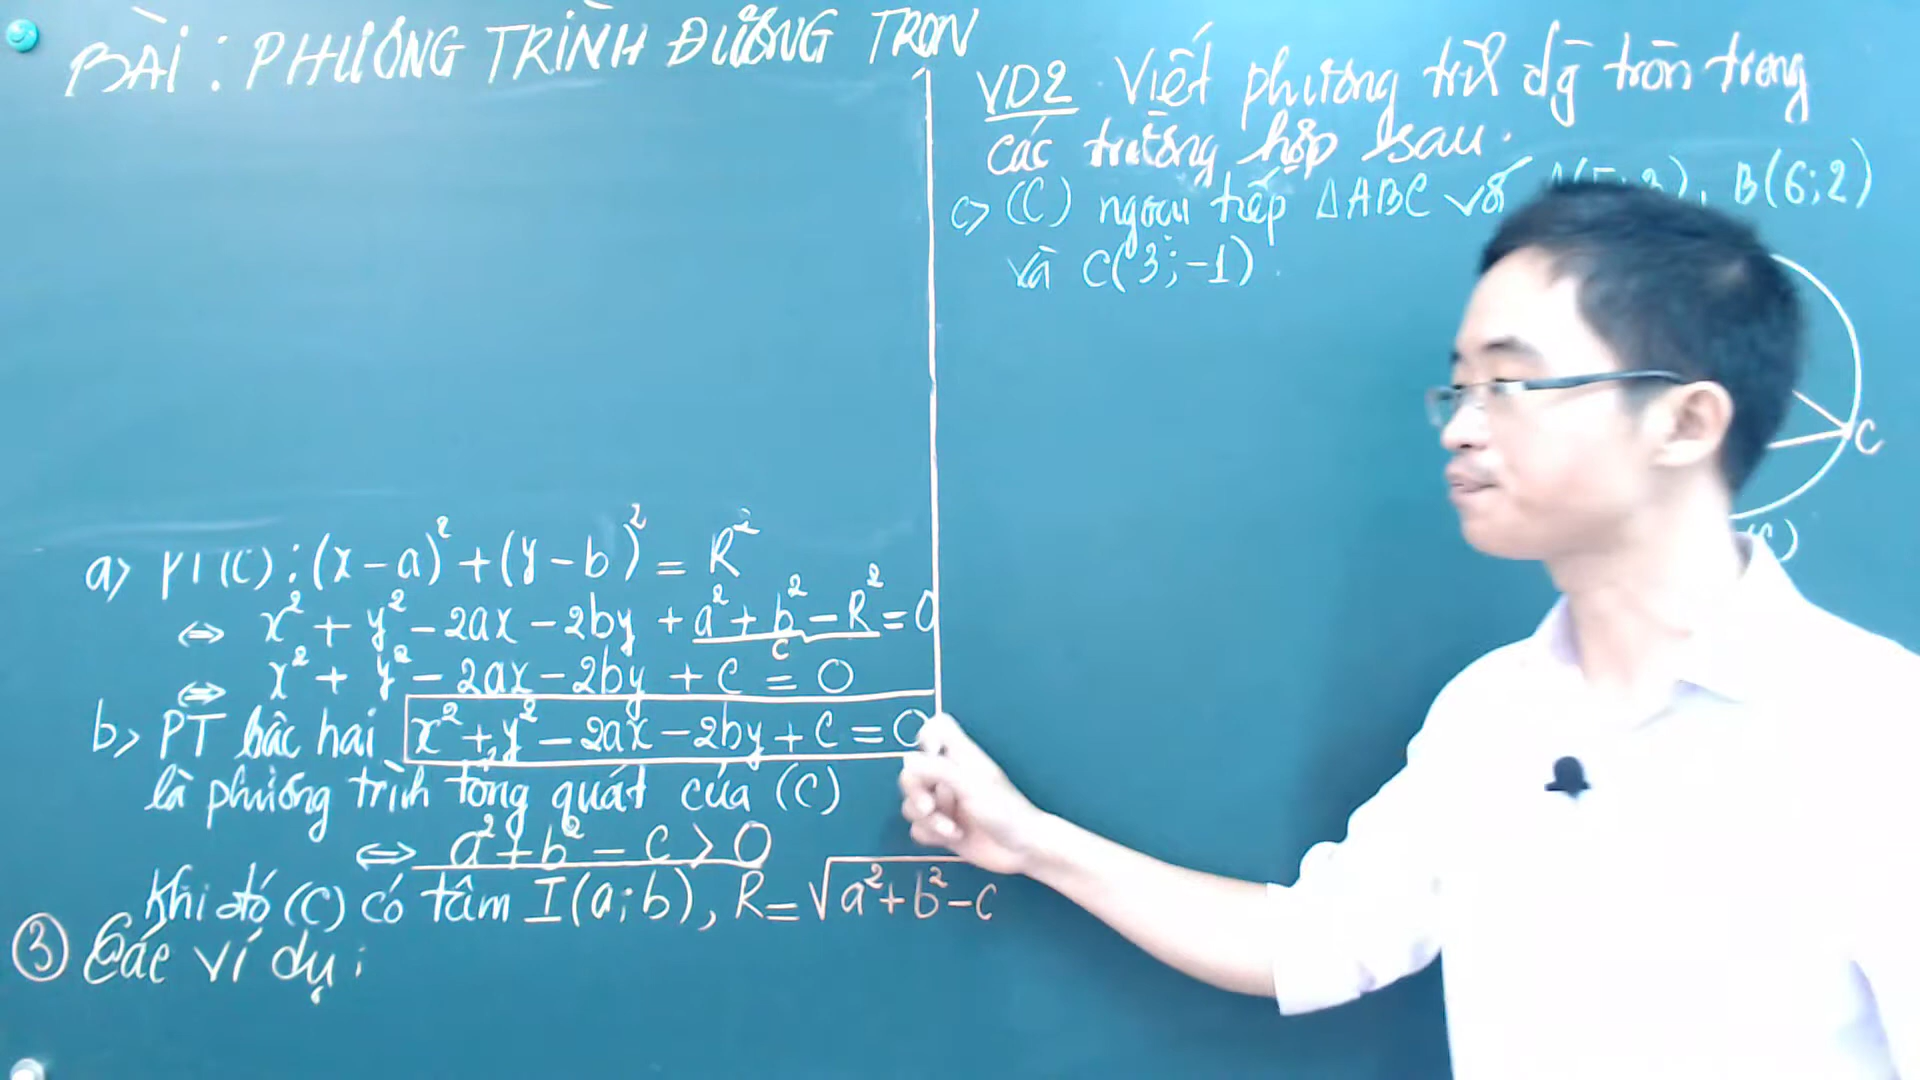 BÀI : PHƯƠNG TRÌNH ĐƯỜNG TRÒN
a) PT(C) : (x-a)² + (y-b)² = R²
⇔ x² + y² - 2ax - 2by + a² + b² - R² = 0
c
⇔ x² + y² - 2ax - 2by + c = 0
b) PT bậc hai x² + y² - 2ax - 2by + c = 0
là phương trình tổng quát của (C)
⇔ a² + b² - c > 0
Khi đó (C) có tâm I(a;b), R = √a²+b²-c
③ Các ví dụ :
VD2 Viết phương trì đg tròn trong
các trường hợp sau.
c) (C) ngoại tiếp ΔABC với B(6;2)
và C(3;-1)
C